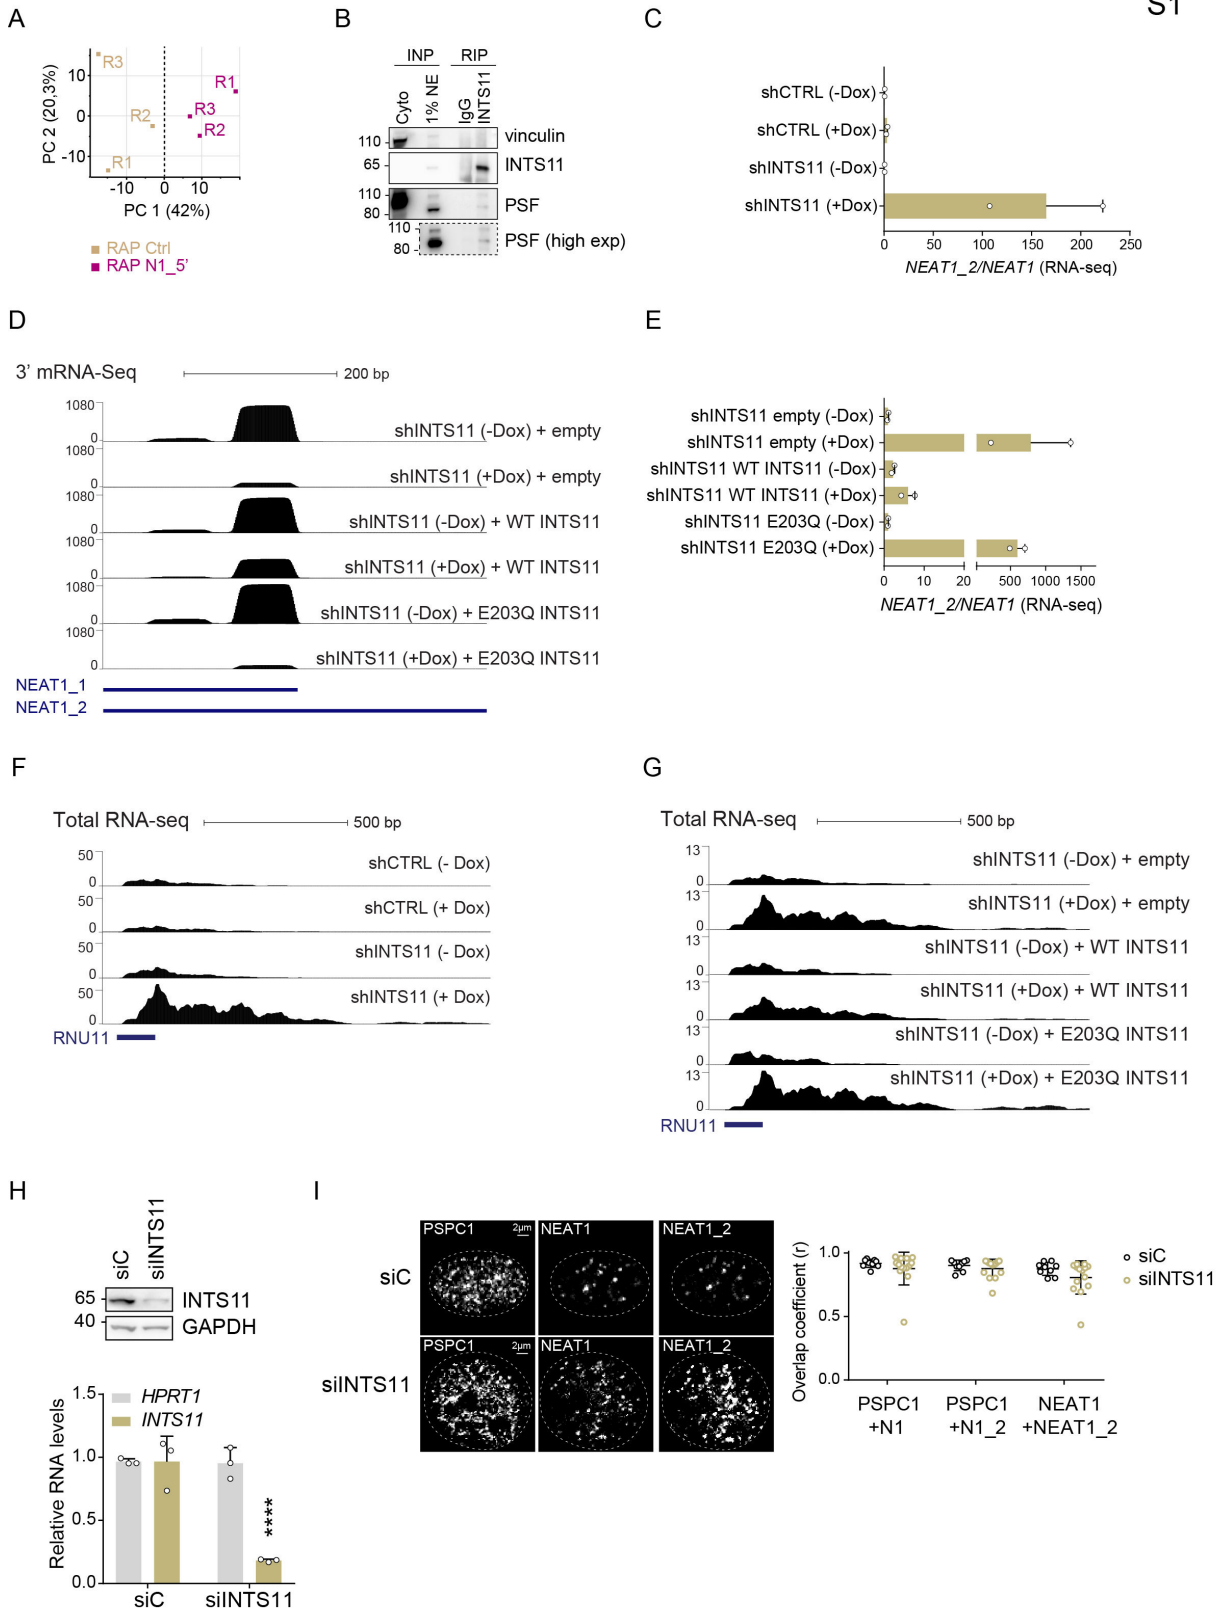 S1
A
PC 2 (20,3%)
10
0
-10
R3
R2
R1
R1
R3
R2
-10
0
10
PC 1 (42%)
RAP Ctrl
RAP N1_5'
B
INP
RIP
Cyto
1% NE
IgG
INTS11
110
vinculin
65
INTS11
110
80
PSF
110
80
PSF (high exp)
C
shCTRL (-Dox)
shCTRL (+Dox)
shINTS11 (-Dox)
shINTS11 (+Dox)
0
50
100
150
200
250
NEAT1_2/NEAT1 (RNA-seq)
D
3' mRNA-Seq
200 bp
1080
0
shINTS11 (-Dox) + empty
1080
0
shINTS11 (+Dox) + empty
1080
0
shINTS11 (-Dox) + WT INTS11
1080
0
shINTS11 (+Dox) + WT INTS11
1080
0
shINTS11 (-Dox) + E203Q INTS11
1080
0
shINTS11 (+Dox) + E203Q INTS11
NEAT1_1
NEAT1_2
E
shINTS11 empty (-Dox)
shINTS11 empty (+Dox)
shINTS11 WT INTS11 (-Dox)
shINTS11 WT INTS11 (+Dox)
shINTS11 E203Q (-Dox)
shINTS11 E203Q (+Dox)
0
10
20
500
1000
1500
NEAT1_2/NEAT1 (RNA-seq)
F
Total RNA-seq
500 bp
50
0
shCTRL (- Dox)
50
0
shCTRL (+ Dox)
50
0
shINTS11 (- Dox)
50
0
shINTS11 (+ Dox)
RNU11
G
Total RNA-seq
500 bp
13
0
shINTS11 (-Dox) + empty
13
0
shINTS11 (+Dox) + empty
13
0
shINTS11 (-Dox) + WT INTS11
13
0
shINTS11 (+Dox) + WT INTS11
13
0
shINTS11 (-Dox) + E203Q INTS11
13
0
shINTS11 (+Dox) + E203Q INTS11
RNU11
H
siC
siINTS11
65
INTS11
40
GAPDH
Relative RNA levels
1.5
1.0
0.5
0.0
HPRT1
INTS11
****
siC
siINTS11
I
siC
PSPC1
2µm
NEAT1
NEAT1_2
siINTS11
PSPC1
2µm
NEAT1
NEAT1_2
Overlap coefficient (r)
1.0
0.5
0.0
siC
siINTS11
PSPC1
+N1
PSPC1
+N1_2
NEAT1
+NEAT1_2